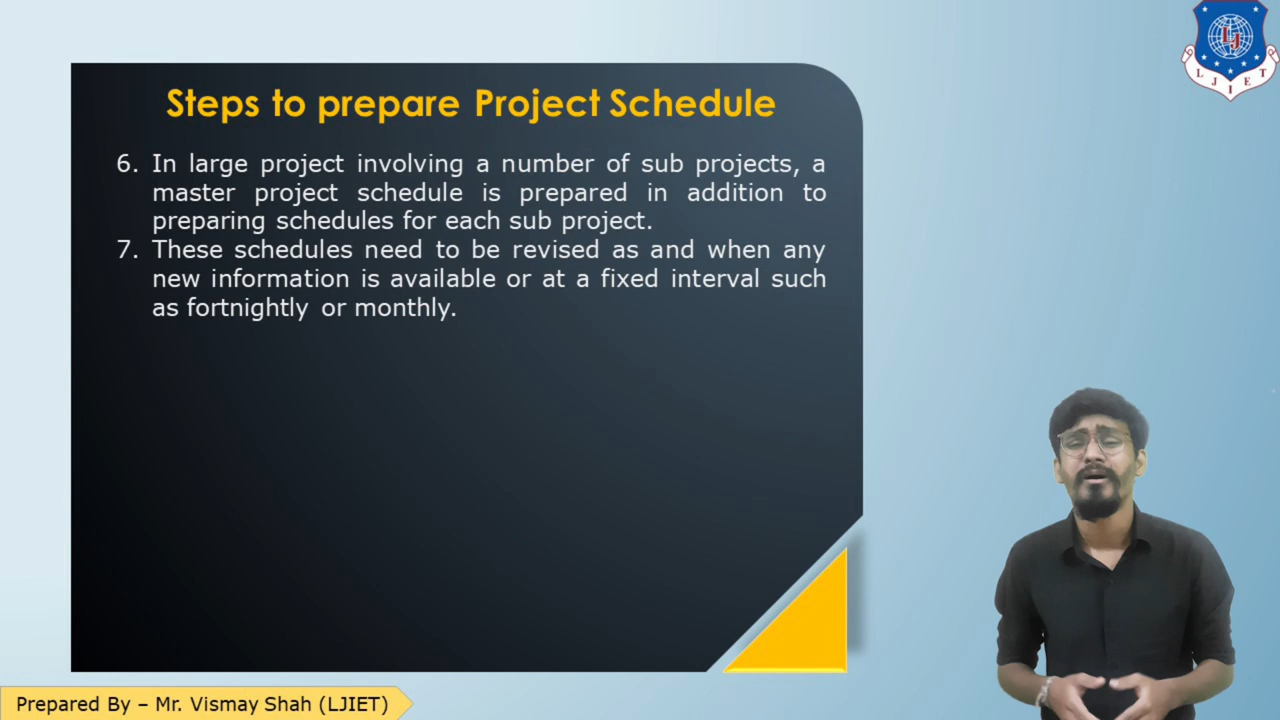 Steps to prepare Project Schedule
6. In large project involving a number of sub projects, a
master project schedule is prepared in addition to
preparing schedules for each sub project.
7. These schedules need to be revised as and when any
new information is available or at a fixed interval such
as fortnightly or monthly.
LJ
L J I E T
Prepared By – Mr. Vismay Shah (LJIET)